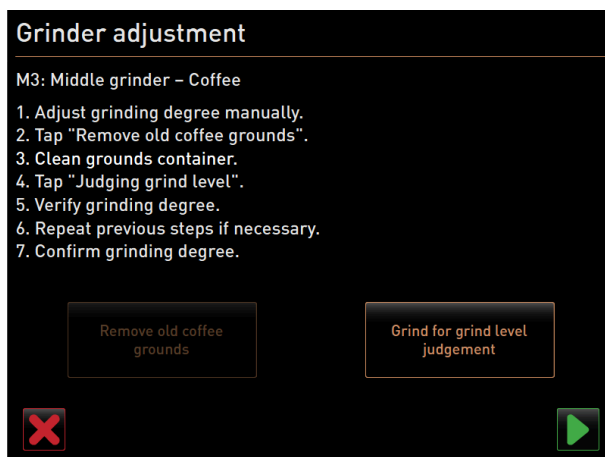 Grinder adjustment
M3: Middle grinder – Coffee
1. Adjust grinding degree manually.
2. Tap "Remove old coffee grounds".
3. Clean grounds container.
4. Tap "Judging grind level".
5. Verify grinding degree.
6. Repeat previous steps if necessary.
7. Confirm grinding degree.
Remove old coffee
grounds
Grind for grind level
judgement